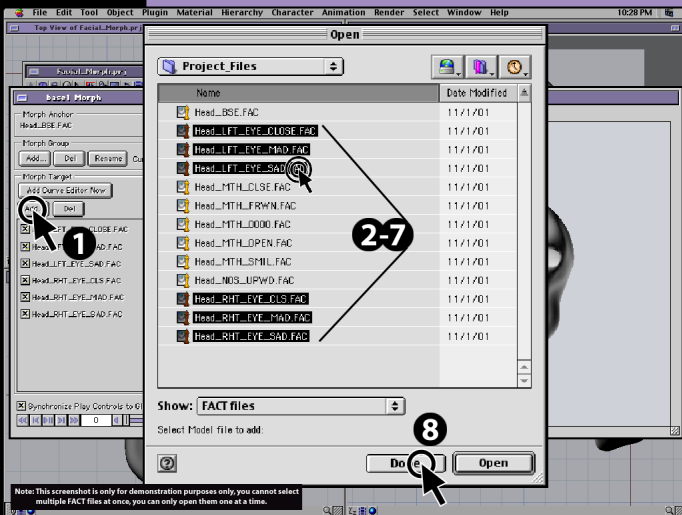 File Edit Tool Object Plugin Material Hierarchy Character Animation Render Select Window Help 10:28 PM
Top View of Facial_Morph.prj
Open
Facial_Morph.prj
Project_Files
base1 Morph
Name Date Modified
Morph Anchor
Head_BSE.FAC
Head_BSE.FAC 11/1/01
Head_LFT_EYE_CLOSE.FAC 11/1/01
Morph Group
Add... Del Rename
Head_LFT_EYE_MAD.FAC 11/1/01
Head_LFT_EYE_SAD 11/1/01
Morph Target
Add Curve Editor Now
Head_MTH_CLSE.FAC 11/1/01
Add Del
Head_MTH_FRWN.FAC 11/1/01
Head_MTH_OOOO.FAC 11/1/01
1
2-7
CLOSE.FAC
Head_MTH_OPEN.FAC 11/1/01
AD.FAC
Head_MTH_SMIL.FAC 11/1/01
Head_LFT_EYE_SAD.FAC
Head_NOS_UPWD.FAC 11/1/01
Head_RHT_EYE_CLS.FAC
Head_RHT_EYE_CLS.FAC 11/1/01
Head_RHT_EYE_MAD.FAC
Head_RHT_EYE_MAD.FAC 11/1/01
Head_RHT_EYE_SAD.FAC
Head_RHT_EYE_SAD.FAC 11/1/01
Synchronize Play Controls to Gl
0
Show: FACT files
Select Model file to add:
8
Done Open
Note: This screenshot is only for demonstration purposes only, you cannot select
multiple FACT files at once, you can only open them one at a time.